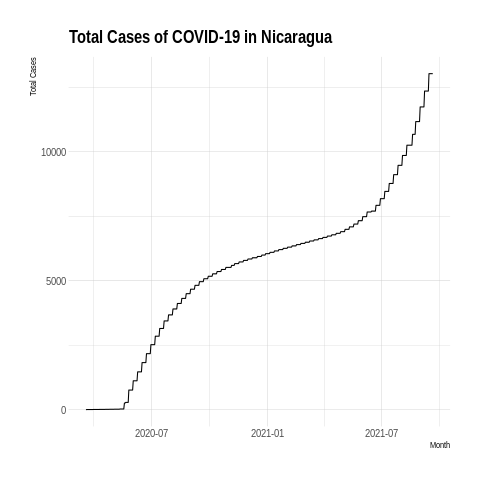 Total Cases of COVID-19 in Nicaragua
Total Cases
10000
5000
0
2020-07
2021-01
2021-07
Month